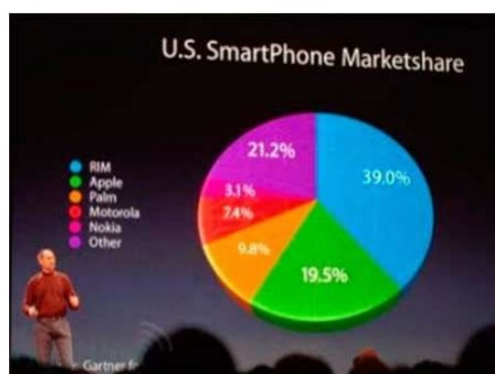 U.S. SmartPhone Marketshare
RIM
Apple
Palm
Motorola
Nokia
Other
21.2%
39.0%
3.1%
7.4%
9.8%
19.5%
Gartner